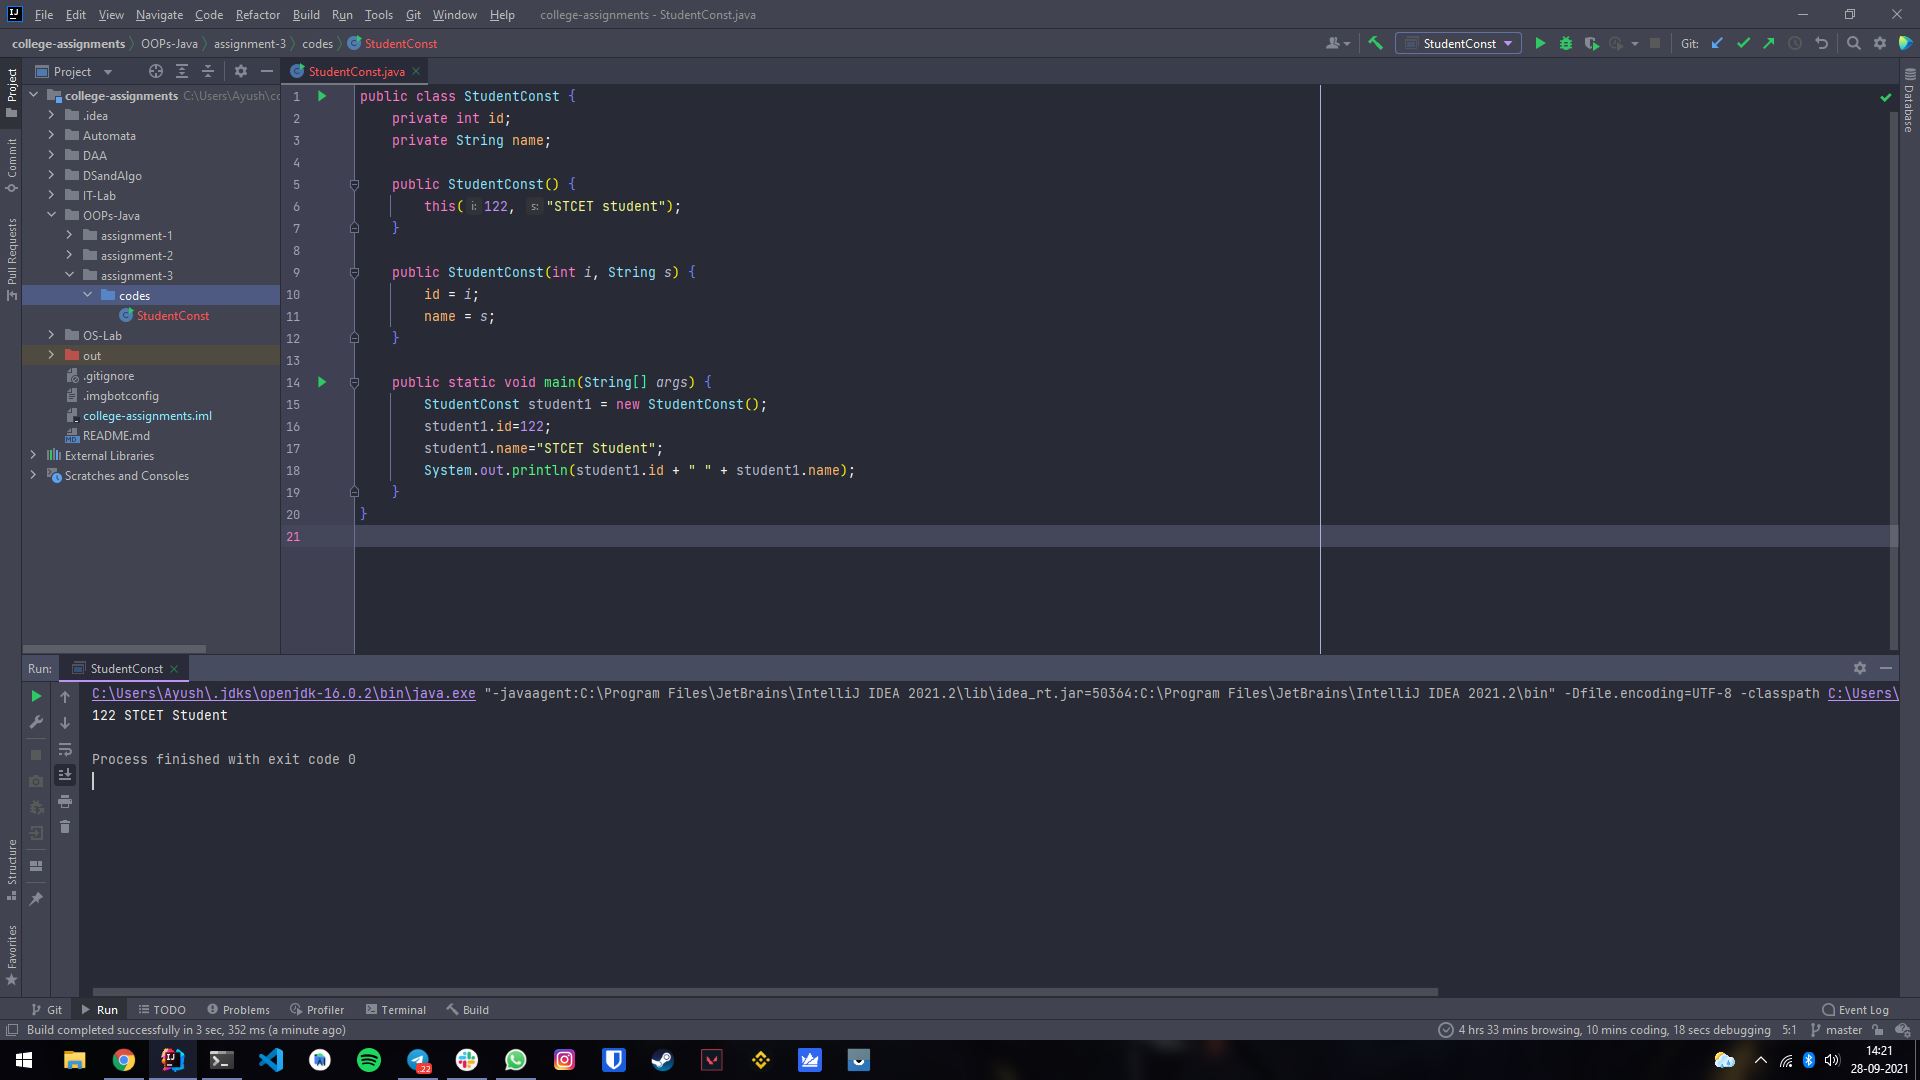 File Edit View Navigate Code Refactor Build Run Tools Git Window Help college-assignments - StudentConst.java
college-assignments OOPs-Java assignment-3 codes StudentConst
StudentConst Git:
Project
StudentConst.java
Project
Commit
Pull Requests
Structure
Favorites
Database
college-assignments C:\Users\Ayush\cc
.idea
Automata
DAA
DSandAlgo
IT-Lab
OOPs-Java
assignment-1
assignment-2
assignment-3
codes
StudentConst
OS-Lab
out
.gitignore
.imgbotconfig
college-assignments.iml
README.md
External Libraries
Scratches and Consoles
1 public class StudentConst {
2 private int id;
3 private String name;
4
5 public StudentConst() {
6 this( i: 122, s: "STCET student");
7 }
8
9 public StudentConst(int i, String s) {
10 id = i;
11 name = s;
12 }
13
14 public static void main(String[] args) {
15 StudentConst student1 = new StudentConst();
16 student1.id=122;
17 student1.name="STCET Student";
18 System.out.println(student1.id + " " + student1.name);
19 }
20 }
21
Run: StudentConst
C:\Users\Ayush\.jdks\openjdk-16.0.2\bin\java.exe "-javaagent:C:\Program Files\JetBrains\IntelliJ IDEA 2021.2\lib\idea_rt.jar=50364:C:\Program Files\JetBrains\IntelliJ IDEA 2021.2\bin" -Dfile.encoding=UTF-8 -classpath C:\Users\
122 STCET Student
Process finished with exit code 0
Git Run TODO Problems Profiler Terminal Build Event Log
Build completed successfully in 3 sec, 352 ms (a minute ago) 4 hrs 33 mins browsing, 10 mins coding, 18 secs debugging 5:1 master
22
14:21
28-09-2021